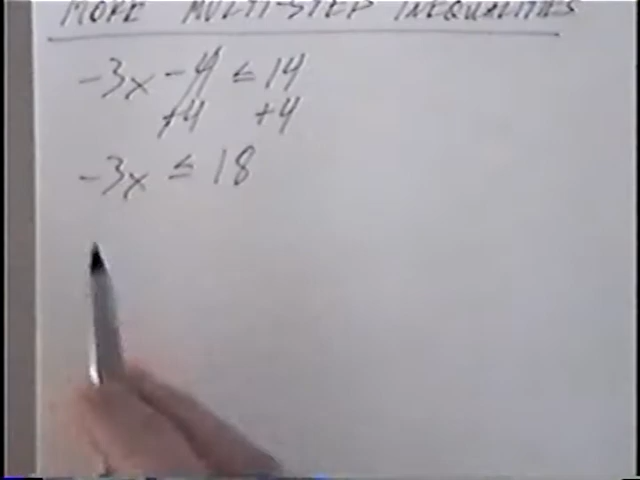 MORE MULTI-STEP INEQUALITIES
-3x - 4 ≤ 14
+4 +4
-3x ≤ 18